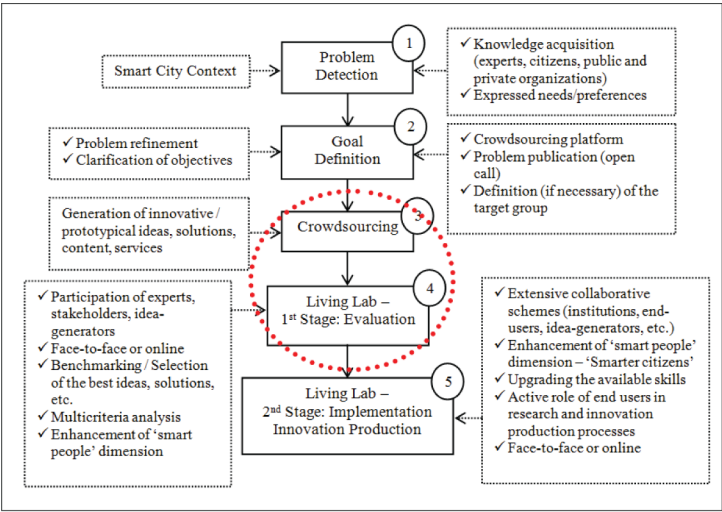 1
Problem
Detection
Smart City Context
✓ Knowledge acquisition
(experts, citizens, public and
private organizations)
✓ Expressed needs/preferences
2
Goal
Definition
✓ Problem refinement
✓ Clarification of objectives
✓ Crowdsourcing platform
✓ Problem publication (open
call)
✓ Definition (if necessary) of the
target group
3
Crowdsourcing
Generation of innovative /
prototypical ideas, solutions,
content, services
4
Living Lab –
1st Stage: Evaluation
✓ Participation of experts,
stakeholders, idea-
generators
✓ Face-to-face or online
✓ Benchmarking / Selection
of the best ideas, solutions,
etc.
✓ Multicriteria analysis
✓ Enhancement of ‘smart
people’ dimension
5
Living Lab –
2nd Stage: Implementation
Innovation Production
✓ Extensive collaborative
schemes (institutions, end-
users, idea-generators, etc.)
✓ Enhancement of ‘smart people’
dimension – ‘Smarter citizens’
✓ Upgrading the available skills
✓ Active role of end users in
research and innovation
production processes
✓ Face-to-face or online